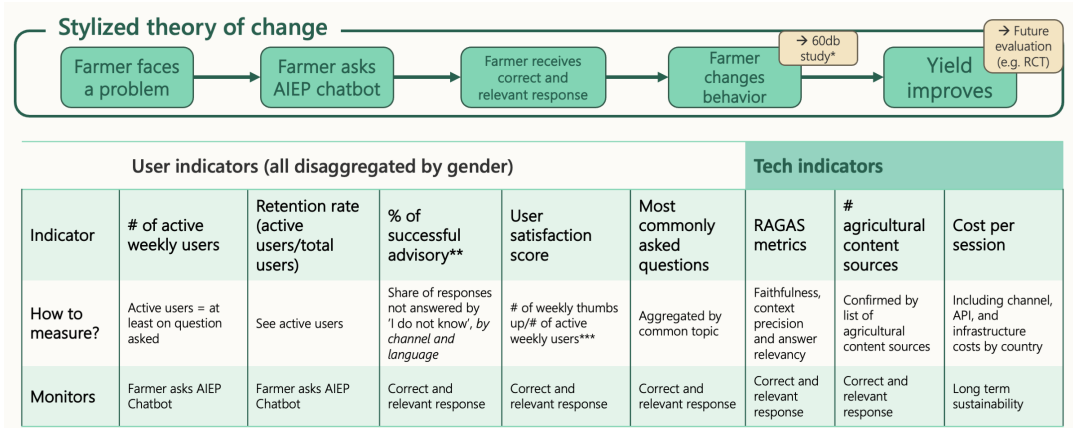 Stylized theory of change
Farmer faces
a problem
Farmer asks
AIEP chatbot
Farmer receives
correct and
relevant response
Farmer
changes
behavior
→ 60db
study*
Yield
improves
→ Future
evaluation
(e.g. RCT)
User indicators (all disaggregated by gender)
Tech indicators
Indicator
# of active
weekly users
Retention rate
(active
users/total
users)
% of
successful
advisory**
User
satisfaction
score
Most
commonly
asked
questions
RAGAS
metrics
#
agricultural
content
sources
Cost per
session
How to
measure?
Active users = at
least on question
asked
See active users
Share of responses
not answered by
'I do not know', by
channel and
language
# of weekly thumbs
up/# of active
weekly users***
Aggregated by
common topic
Faithfulness,
context
precision
and answer
relevancy
Confirmed by
list of
agricultural
content sources
Including channel,
API, and
infrastructure
costs by country
Monitors
Farmer asks AIEP
Chatbot
Farmer asks AIEP
Chatbot
Correct and
relevant response
Correct and
relevant response
Correct and
relevant response
Correct and
relevant
response
Correct and
relevant
response
Long term
sustainability